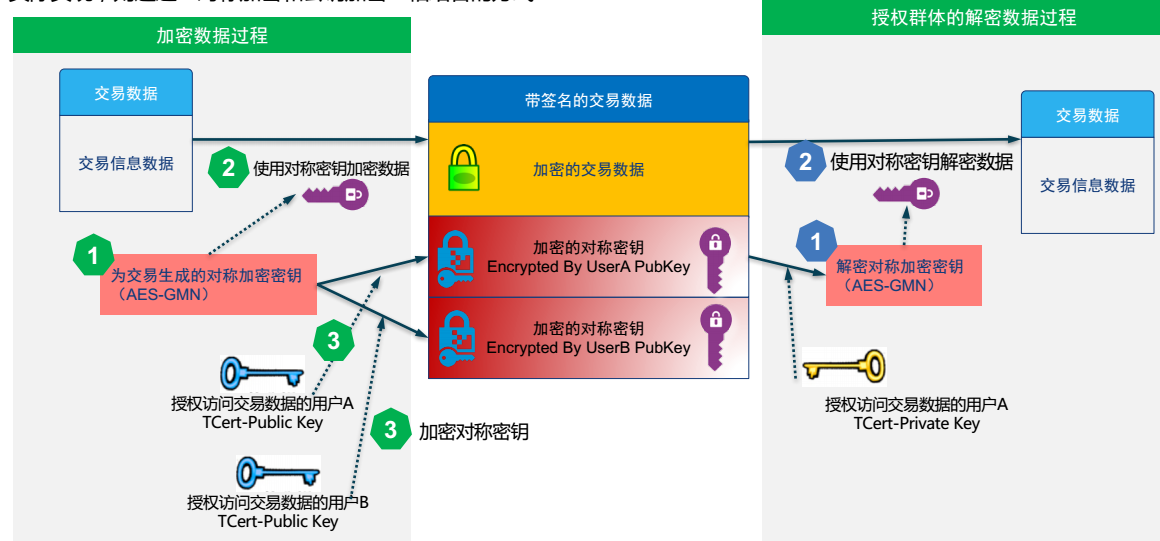 加密数据过程
授权群体的解密数据过程
交易数据
交易信息数据
2
使用对称密钥加密数据
1
为交易生成的对称加密密钥
（AES-GMN）
3
授权访问交易数据的用户A
TCert-Public Key
3
加密对称密钥
授权访问交易数据的用户B
TCert-Public Key
带签名的交易数据
加密的交易数据
加密的对称密钥
Encrypted By UserA PubKey
加密的对称密钥
Encrypted By UserB PubKey
2
使用对称密钥解密数据
1
解密对称加密密钥
（AES-GMN）
授权访问交易数据的用户A
TCert-Private Key
交易数据
交易信息数据